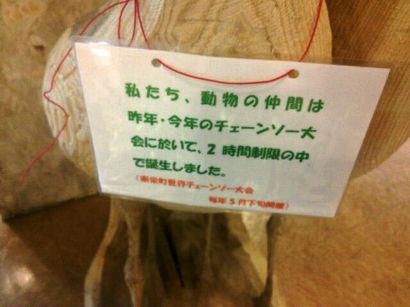 私たち、動物の仲間は
昨年・今年のチェーンソー大
会に於いて、2時間制限の中
で誕生しました。
（東栄町世界チェーンソー大会
毎年5月下旬開催）